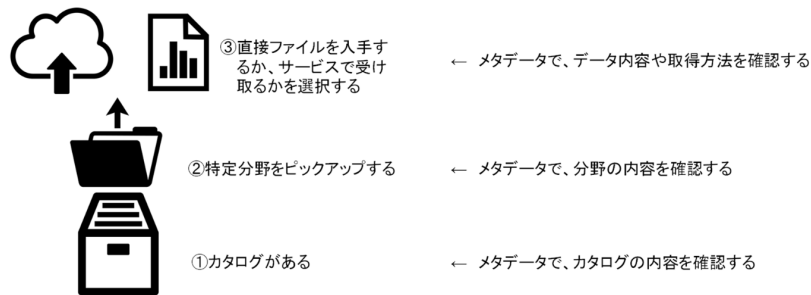 ③直接ファイルを入手す
るか、サービスで受け
取るかを選択する
← メタデータで、データ内容や取得方法を確認する
②特定分野をピックアップする
← メタデータで、分野の内容を確認する
①カタログがある
← メタデータで、カタログの内容を確認する